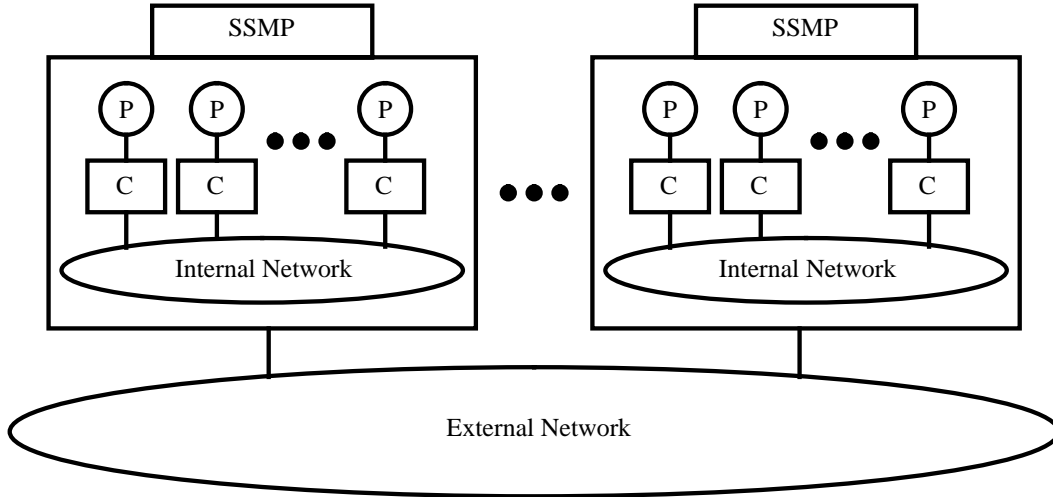 SSMP SSMP
P P P P P P
C C C C C C
Internal Network Internal Network
External Network